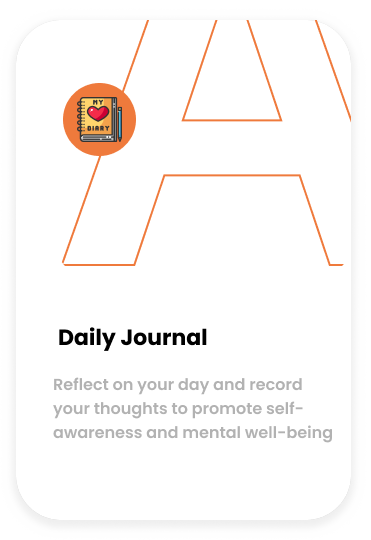 A
MY
DIARY
Daily Journal
Reflect on your day and record
your thoughts to promote self-
awareness and mental well-being